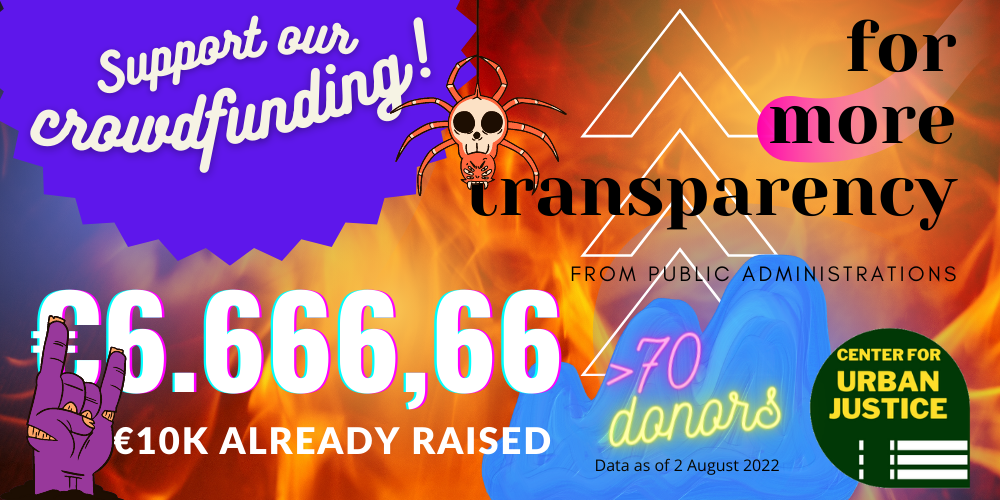 Support our
crowdfunding!
for
more
transparency
FROM PUBLIC ADMINISTRATIONS
€6.666,66
€10K ALREADY RAISED
>70
donors
Data as of 2 August 2022
CENTER FOR
URBAN
JUSTICE